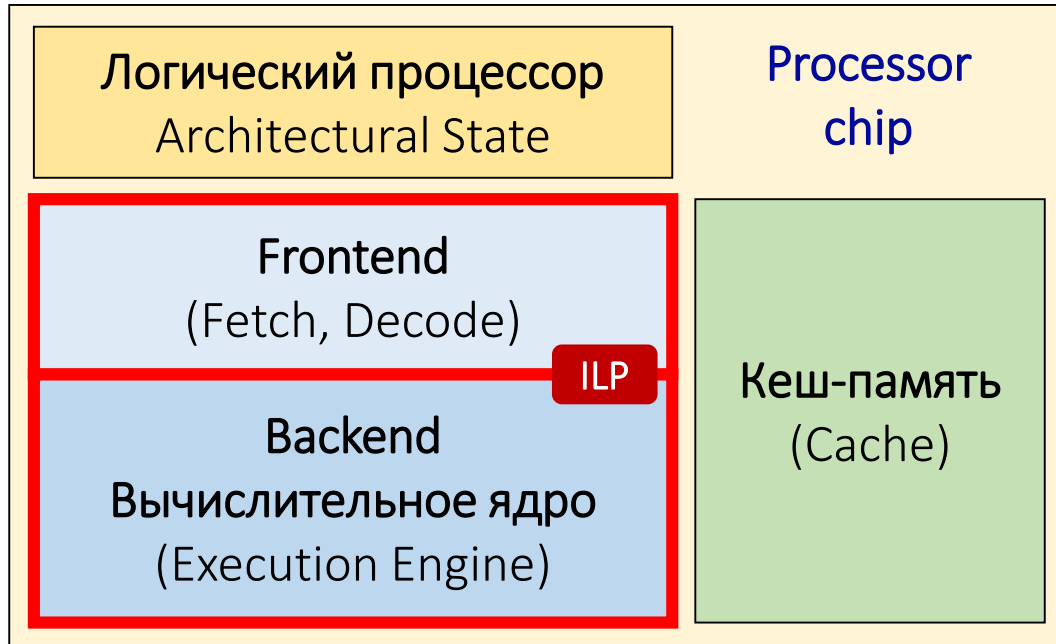 Логический процессор
Architectural State
Processor
chip
Frontend
(Fetch, Decode)
ILP
Backend
Вычислительное ядро
(Execution Engine)
Кеш-память
(Cache)